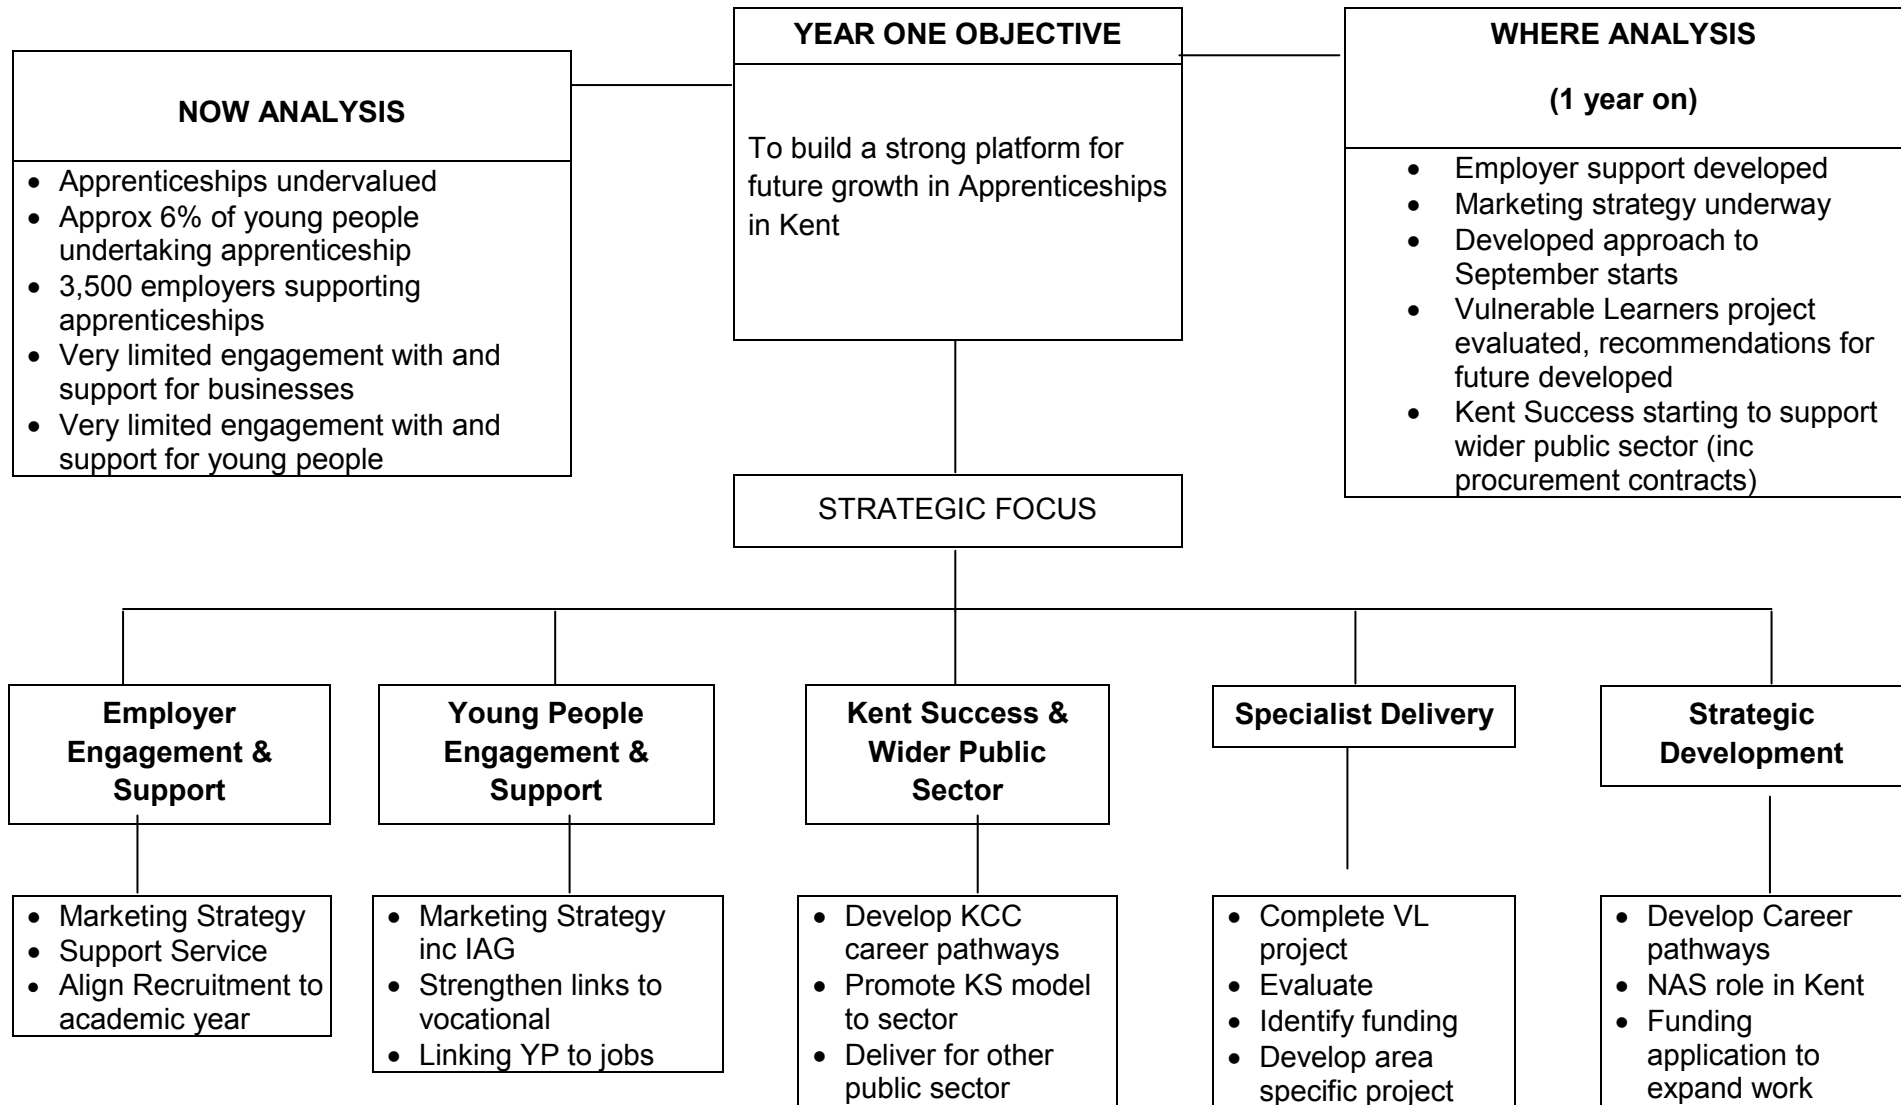 YEAR ONE OBJECTIVE
To build a strong platform for
future growth in Apprenticeships
in Kent
NOW ANALYSIS
• Apprenticeships undervalued
• Approx 6% of young people
undertaking apprenticeship
• 3,500 employers supporting
apprenticeships
• Very limited engagement with and
support for businesses
• Very limited engagement with and
support for young people
WHERE ANALYSIS
(1 year on)
• Employer support developed
• Marketing strategy underway
• Developed approach to
September starts
• Vulnerable Learners project
evaluated, recommendations for
future developed
• Kent Success starting to support
wider public sector (inc
procurement contracts)
STRATEGIC FOCUS
Employer
Engagement &
Support
• Marketing Strategy
• Support Service
• Align Recruitment to
academic year
Young People
Engagement &
Support
• Marketing Strategy
inc IAG
• Strengthen links to
vocational
• Linking YP to jobs
Kent Success &
Wider Public
Sector
• Develop KCC
career pathways
• Promote KS model
to sector
• Deliver for other
public sector
Specialist Delivery
• Complete VL
project
• Evaluate
• Identify funding
• Develop area
specific project
Strategic
Development
• Develop Career
pathways
• NAS role in Kent
• Funding
application to
expand work